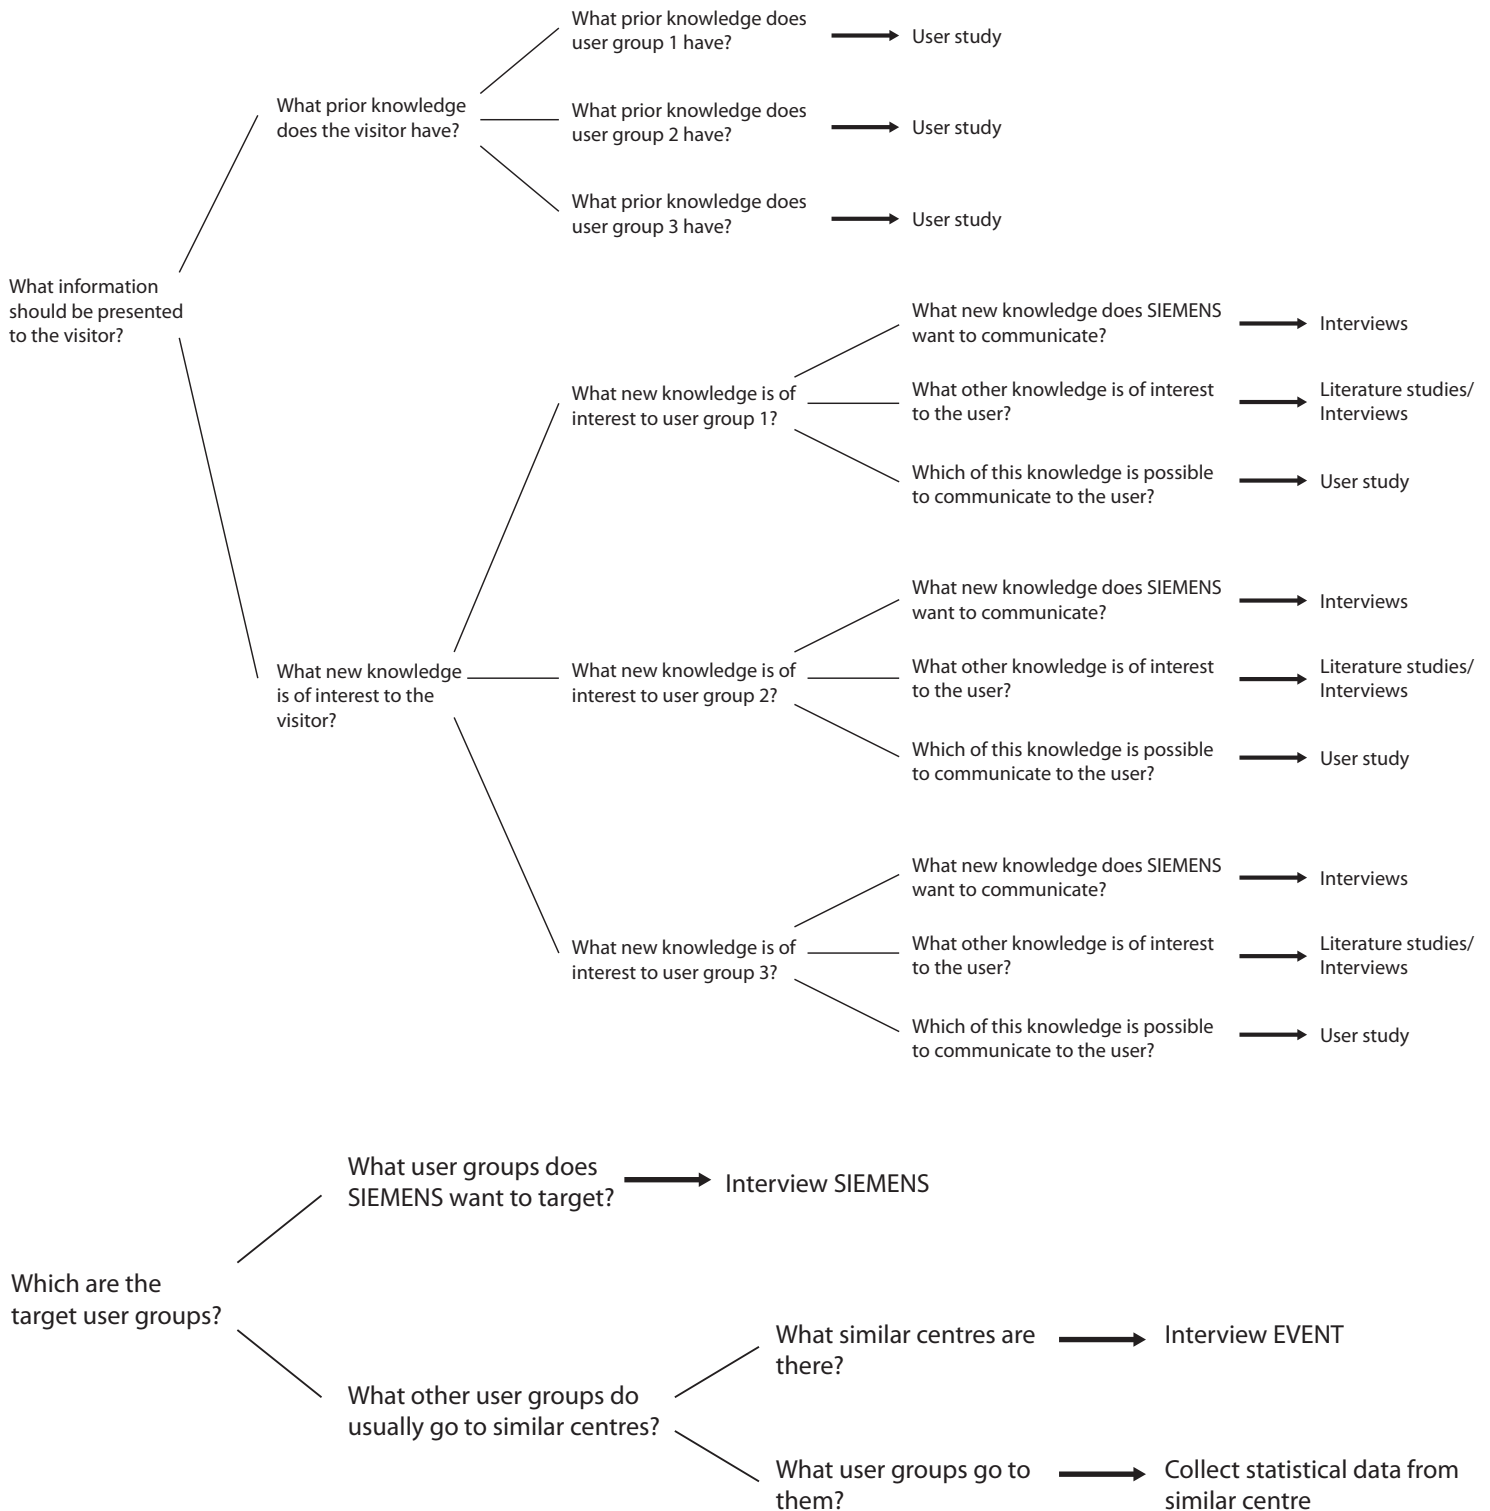 What prior knowledge does
user group 1 have?
User study
What prior knowledge
does the visitor have?
What prior knowledge does
user group 2 have?
User study
What prior knowledge does
user group 3 have?
User study
What information
should be presented
to the visitor?
What new knowledge does SIEMENS
want to communicate?
Interviews
What new knowledge is of
interest to user group 1?
What other knowledge is of interest
to the user?
Literature studies/
Interviews
Which of this knowledge is possible
to communicate to the user?
User study
What new knowledge does SIEMENS
want to communicate?
Interviews
What new knowledge
is of interest to the
visitor?
What new knowledge is of
interest to user group 2?
What other knowledge is of interest
to the user?
Literature studies/
Interviews
Which of this knowledge is possible
to communicate to the user?
User study
What new knowledge does SIEMENS
want to communicate?
Interviews
What new knowledge is of
interest to user group 3?
What other knowledge is of interest
to the user?
Literature studies/
Interviews
Which of this knowledge is possible
to communicate to the user?
User study
What user groups does
SIEMENS want to target?
Interview SIEMENS
Which are the
target user groups?
What other user groups do
usually go to similar centres?
What similar centres are
there?
Interview EVENT
What user groups go to
them?
Collect statistical data from
similar centre